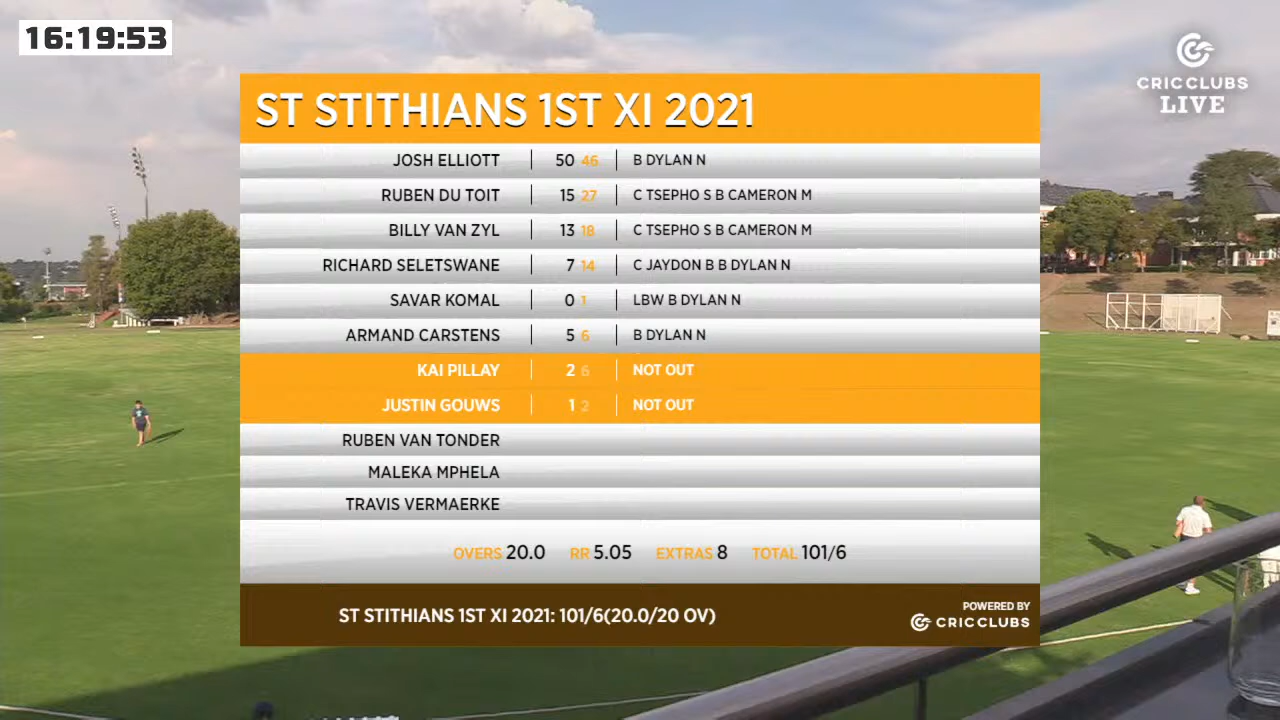 16:19:53
CRICCLUBS
LIVE
ST STITHIANS 1ST XI 2021
JOSH ELLIOTT 50 46 B DYLAN N
RUBEN DU TOIT 15 27 C TSEPHO S B CAMERON M
BILLY VAN ZYL 13 18 C TSEPHO S B CAMERON M
RICHARD SELETSWANE 7 14 C JAYDON B B DYLAN N
SAVAR KOMAL 0 1 LBW B DYLAN N
ARMAND CARSTENS 5 6 B DYLAN N
KAI PILLAY 2 6 NOT OUT
JUSTIN GOUWS 1 2 NOT OUT
RUBEN VAN TONDER
MALEKA MPHELA
TRAVIS VERMAERKE
OVERS 20.0 RR 5.05 EXTRAS 8 TOTAL 101/6
ST STITHIANS 1ST XI 2021: 101/6(20.0/20 OV)
POWERED BY
CRICCLUBS